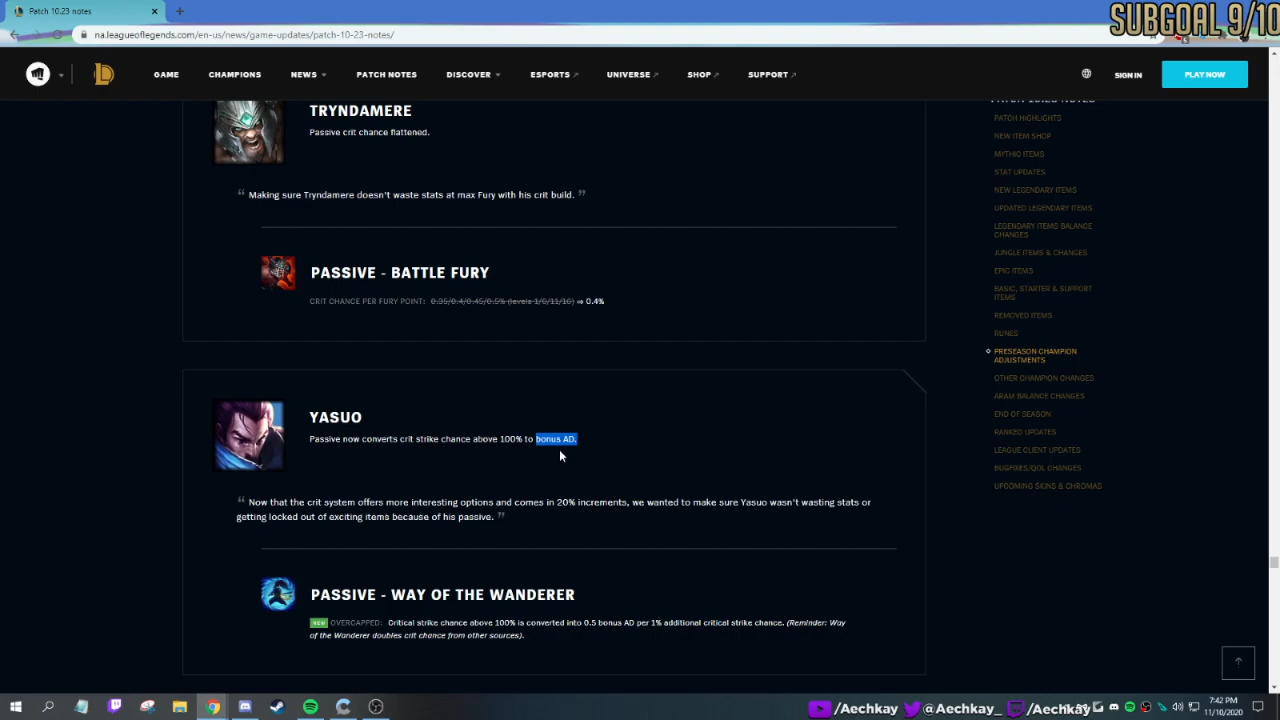 Patch 10.23 notes
SUBGOAL 9/10
na.leagueoflegends.com/en-us/news/game-updates/patch-10-23-notes/
GAME
CHAMPIONS
NEWS
PATCH NOTES
DISCOVER
ESPORTS
UNIVERSE
SHOP
SUPPORT
SIGN IN
PLAY NOW
TRYNDAMERE
Passive crit chance flattened.
“ Making sure Tryndamere doesn't waste stats at max Fury with his crit build. ”
PASSIVE - BATTLE FURY
CRIT CHANCE PER FURY POINT: 0.35/0.4/0.45/0.5% (levels 1/6/11/16) ⇒ 0.4%
YASUO
Passive now converts crit strike chance above 100% to bonus AD.
“ Now that the crit system offers more interesting options and comes in 20% increments, we wanted to make sure Yasuo wasn't wasting stats or
getting locked out of exciting items because of his passive. ”
PASSIVE - WAY OF THE WANDERER
NEW OVERCAPPED: Critical strike chance above 100% is converted into 0.5 bonus AD per 1% additional critical strike chance. (Reminder: Way
of the Wanderer doubles crit chance from other sources).
PATCH 10.23 NOTES
PATCH HIGHLIGHTS
NEW ITEM SHOP
MYTHIC ITEMS
STAT UPDATES
NEW LEGENDARY ITEMS
UPDATED LEGENDARY ITEMS
LEGENDARY ITEMS BALANCE
CHANGES
JUNGLE ITEMS & CHANGES
EPIC ITEMS
BASIC, STARTER & SUPPORT
ITEMS
REMOVED ITEMS
RUNES
PRESEASON CHAMPION
ADJUSTMENTS
OTHER CHAMPION CHANGES
ARAM BALANCE CHANGES
END OF SEASON
RANKED UPDATES
LEAGUE CLIENT UPDATES
BUGFIXES/QOL CHANGES
UPCOMING SKINS & CHROMAS
/Aechkay
@Aechkay_
/Aechkay
7:42 PM
11/10/2020